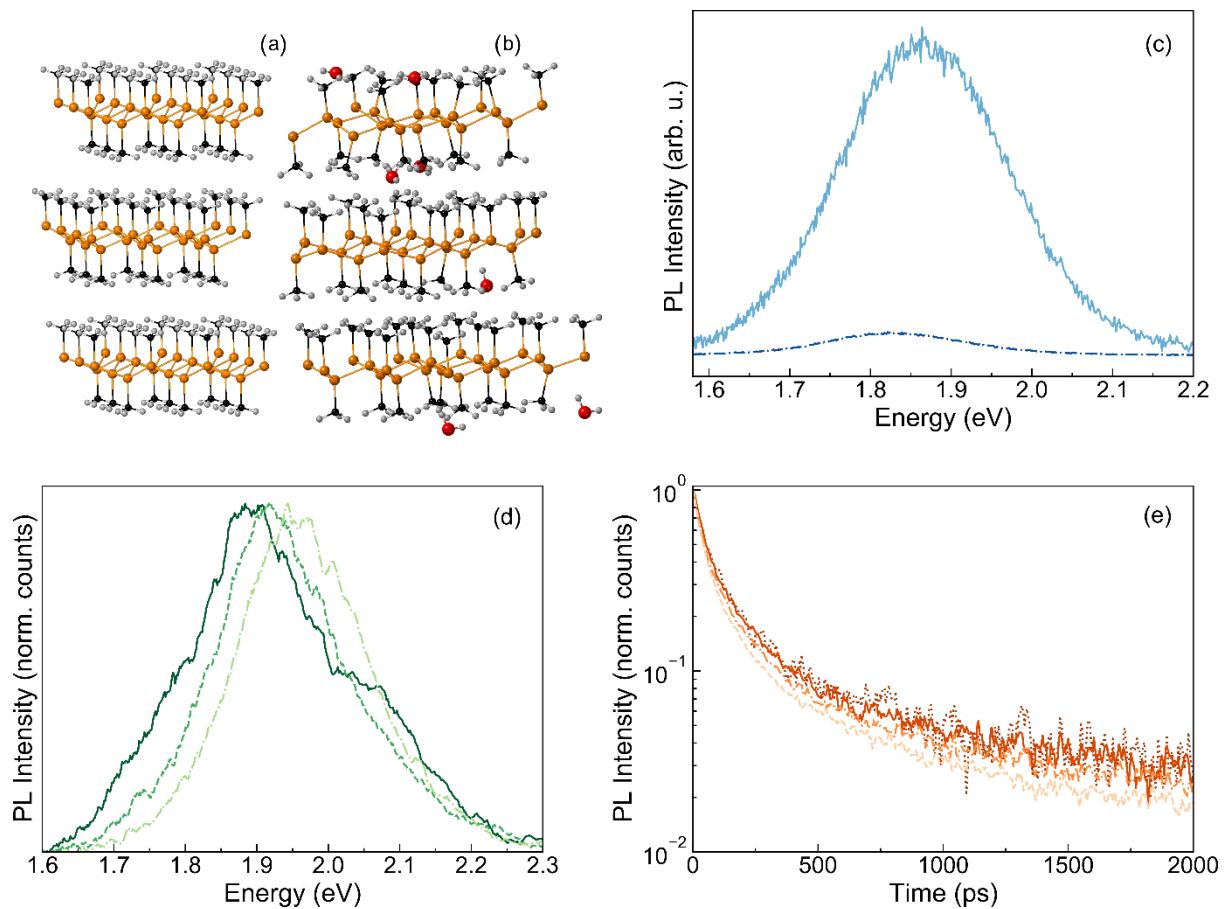 (a)
(b)
(c)
PL Intensity (arb. u.)
1.6 1.7 1.8 1.9 2.0 2.1 2.2
Energy (eV)
(d)
PL Intensity (norm. counts)
1.6 1.7 1.8 1.9 2.0 2.1 2.2 2.3
Energy (eV)
(e)
PL Intensity (norm. counts)
10⁰
10⁻¹
10⁻²
0 500 1000 1500 2000
Time (ps)